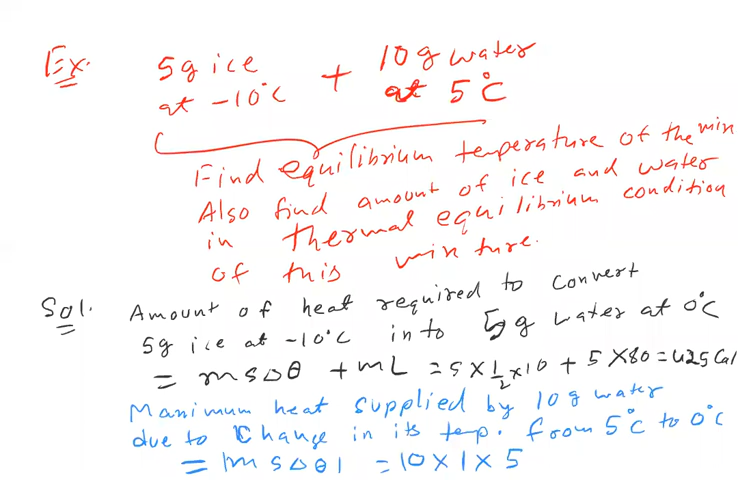 Ex. 5g ice + 10g water
at -10°C at 5°C
Find equilibrium temperature of the mix
Also find amount of ice and water
in thermal equilibrium condition
of this mixture.
Sol. Amount of heat required to convert
5g ice at -10°C into 5g water at 0°C
= msΔθ + mL = 5×1/2×10 + 5×80 = 425 Cal
Maximum heat supplied by 10g water
due to Change in its temp. from 5°C to 0°C
= |msΔθ| = 10×1×5